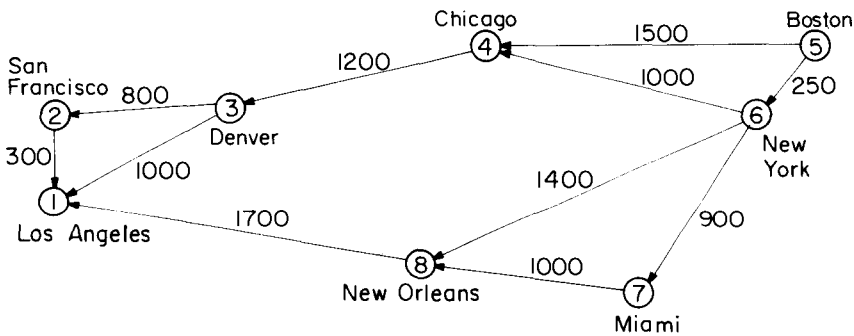 Chicago
Boston
4
1500
5
San
Francisco
1200
1000
250
800
2
3
6
Denver
New
York
300
1000
1400
1
1700
900
Los Angeles
8
1000
7
New Orleans
Miami